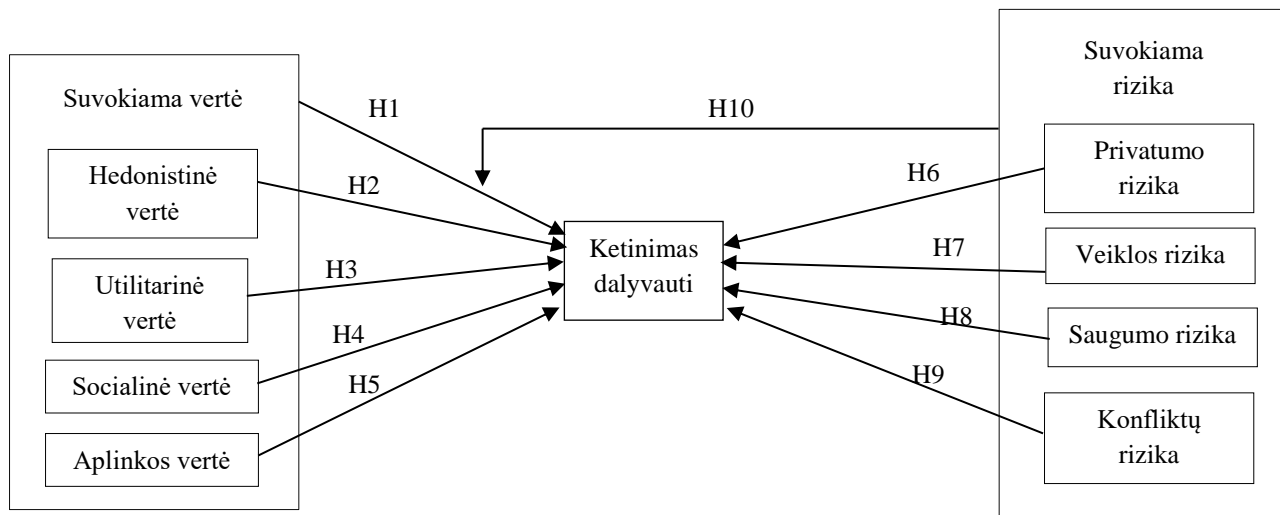 Suvokiama vertė
Hedonistinė
vertė
Utilitarinė
vertė
Socialinė vertė
Aplinkos vertė
H1
H2
H3
H4
H5
Ketinimas
dalyvauti
H10
H6
H7
H8
H9
Suvokiama
rizika
Privatumo
rizika
Veiklos rizika
Saugumo rizika
Konfliktų
rizika